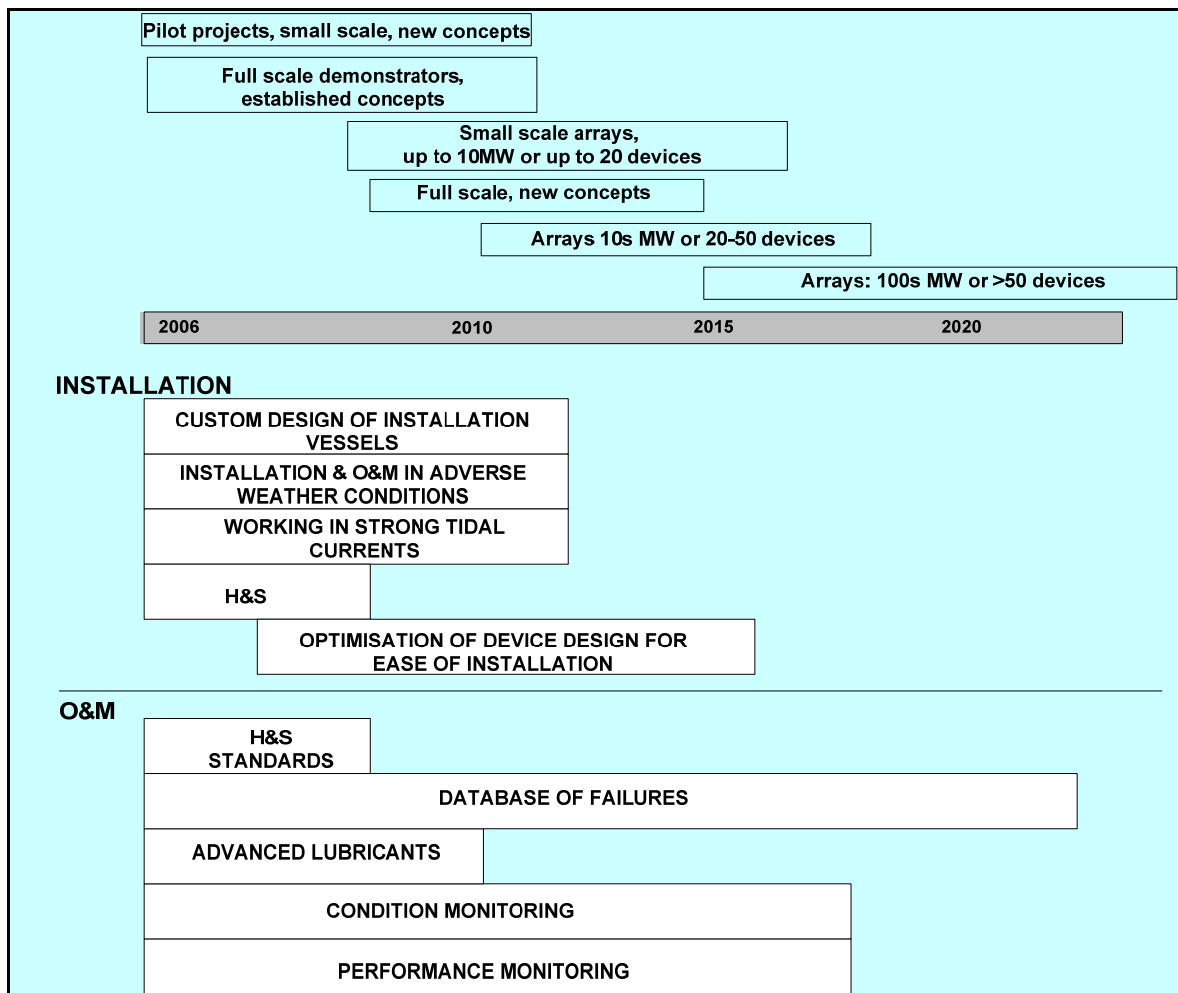 Pilot projects, small scale, new concepts
Full scale demonstrators,
established concepts
Small scale arrays,
up to 10MW or up to 20 devices
Full scale, new concepts
Arrays 10s MW or 20-50 devices
Arrays: 100s MW or >50 devices
2006 2010 2015 2020
INSTALLATION
CUSTOM DESIGN OF INSTALLATION
VESSELS
INSTALLATION & O&M IN ADVERSE
WEATHER CONDITIONS
WORKING IN STRONG TIDAL
CURRENTS
H&S
OPTIMISATION OF DEVICE DESIGN FOR
EASE OF INSTALLATION
O&M
H&S
STANDARDS
DATABASE OF FAILURES
ADVANCED LUBRICANTS
CONDITION MONITORING
PERFORMANCE MONITORING